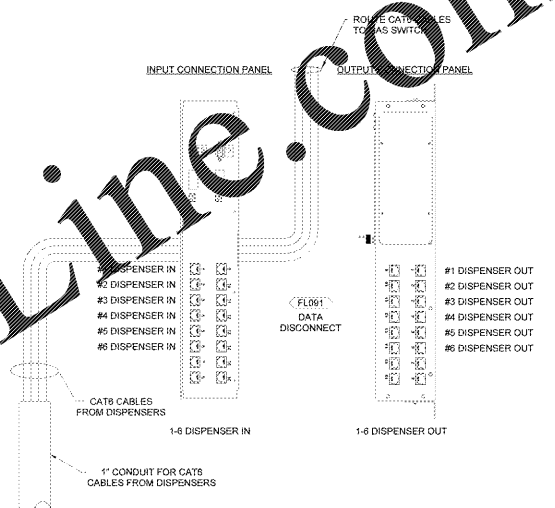 ROUTE CAT6 CABLES
TO GAS SWITCH
INPUT CONNECTION PANEL
OUTPUT CONNECTION PANEL
#1 DISPENSER IN
#2 DISPENSER IN
#3 DISPENSER IN
#4 DISPENSER IN
#5 DISPENSER IN
#6 DISPENSER IN
FL091
DATA
DISCONNECT
#1 DISPENSER OUT
#2 DISPENSER OUT
#3 DISPENSER OUT
#4 DISPENSER OUT
#5 DISPENSER OUT
#6 DISPENSER OUT
CAT6 CABLES
FROM DISPENSERS
1-6 DISPENSER IN
1-6 DISPENSER OUT
1" CONDUIT FOR CAT6
CABLES FROM DISPENSERS
Line.com